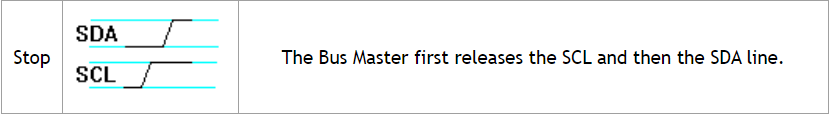 SDA
Stop
The Bus Master first releases the SCL and then the SDA line.
SCL